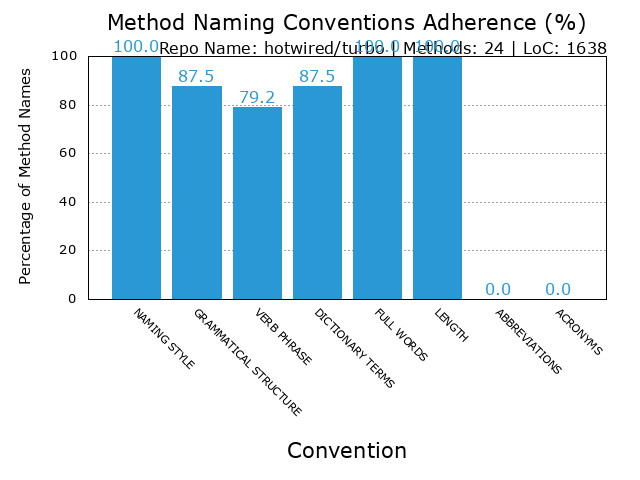 Method Naming Conventions Adherence (%)
Repo Name: hotwired/turbo | Methods: 24 | LoC: 1638
100.0 87.5 79.2 87.5 100.0 100.0 0.0 0.0
Percentage of Method Names
100
80
60
40
20
0
NAMING STYLE
GRAMMATICAL STRUCTURE
VERB PHRASE
DICTIONARY TERMS
FULL WORDS
LENGTH
ABBREVIATIONS
ACRONYMS
Convention